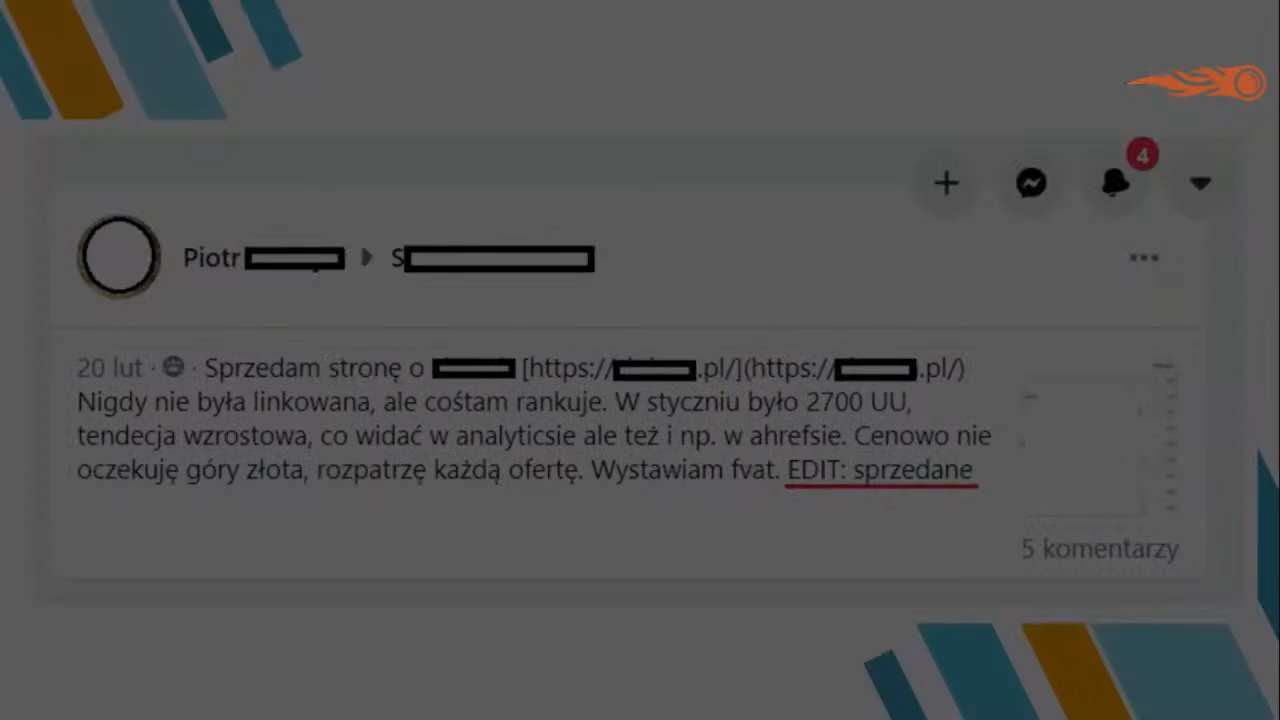 4
Piotr S
20 lut · Sprzedam stronę o [https:// .pl/](https:// .pl/)
Nigdy nie była linkowana, ale cośtam rankuje. W styczniu było 2700 UU,
tendecja wzrostowa, co widać w analyticsie ale też i np. w ahrefsie. Cenowo nie
oczekuję góry złota, rozpatrzę każdą ofertę. Wystawiam fvat. EDIT: sprzedane
5 komentarzy